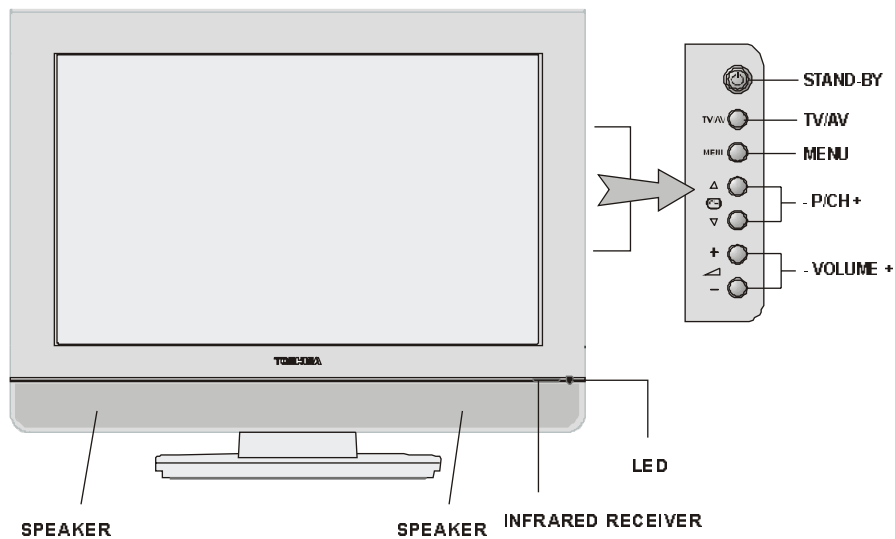 STAND-BY
TV/AV TV/AV
MENU MENU
- P/CH +
+
- VOLUME +
−
TOSHIBA
LED
SPEAKER
SPEAKER
INFRARED RECEIVER